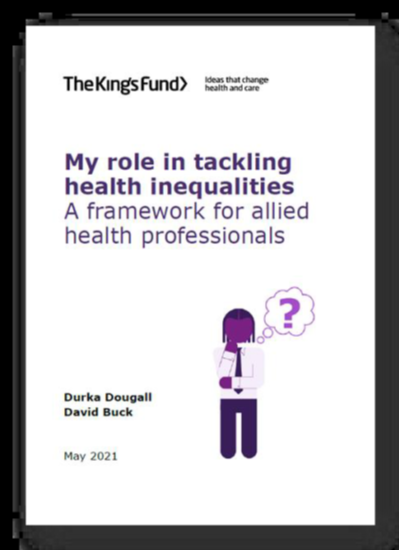 The King's Fund> Ideas that change
health and care
My role in tackling
health inequalities
A framework for allied
health professionals
?
Durka Dougall
David Buck
May 2021